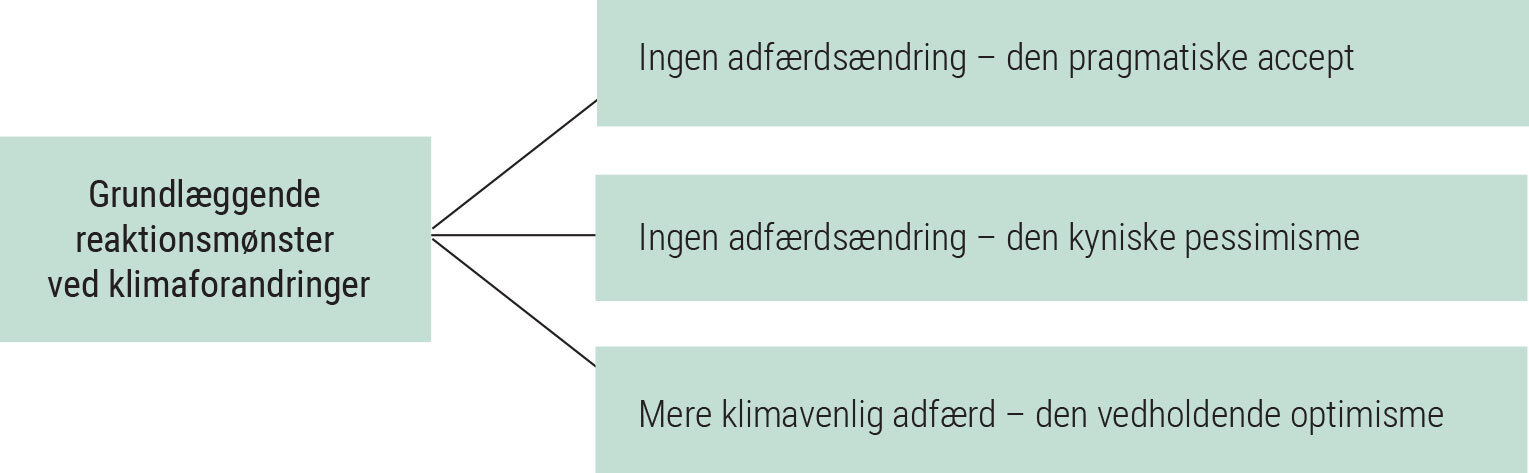 Grundlæggende
reaktionsmønster
ved klimaforandringer
Ingen adfærdsændring – den pragmatiske accept
Ingen adfærdsændring – den kyniske pessimisme
Mere klimavenlig adfærd – den vedholdende optimisme